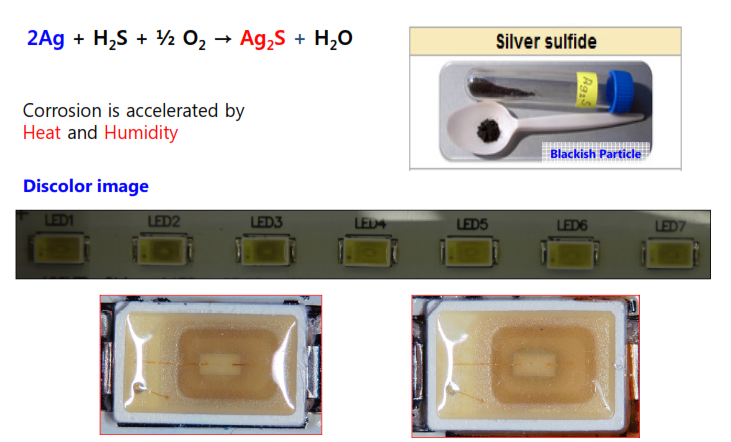 2Ag + H₂S + ½ O₂ → Ag₂S + H₂O
Silver sulfide
Ag₂S
Blackish Particle
Corrosion is accelerated by
Heat and Humidity
Discolor image
LED1 LED2 LED3 LED4 LED5 LED6 LED7